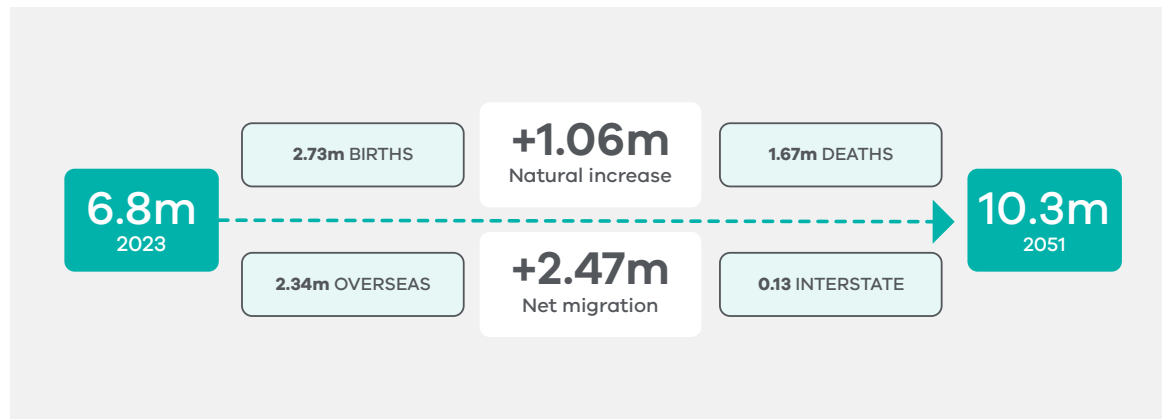 6.8m
2023
2.73m BIRTHS
+1.06m
Natural increase
1.67m DEATHS
2.34m OVERSEAS
+2.47m
Net migration
0.13 INTERSTATE
10.3m
2051